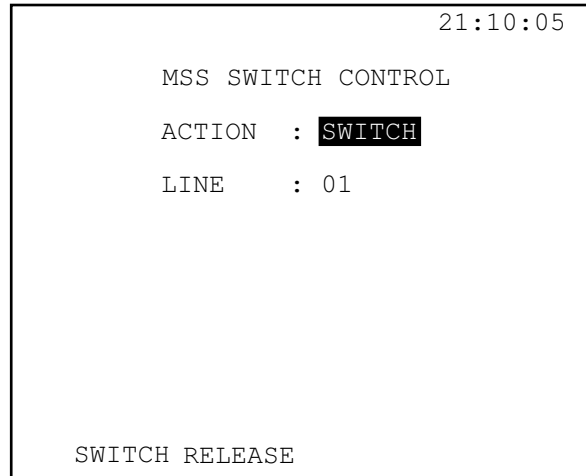 21:10:05
MSS SWITCH CONTROL
ACTION : SWITCH
LINE : 01
SWITCH RELEASE